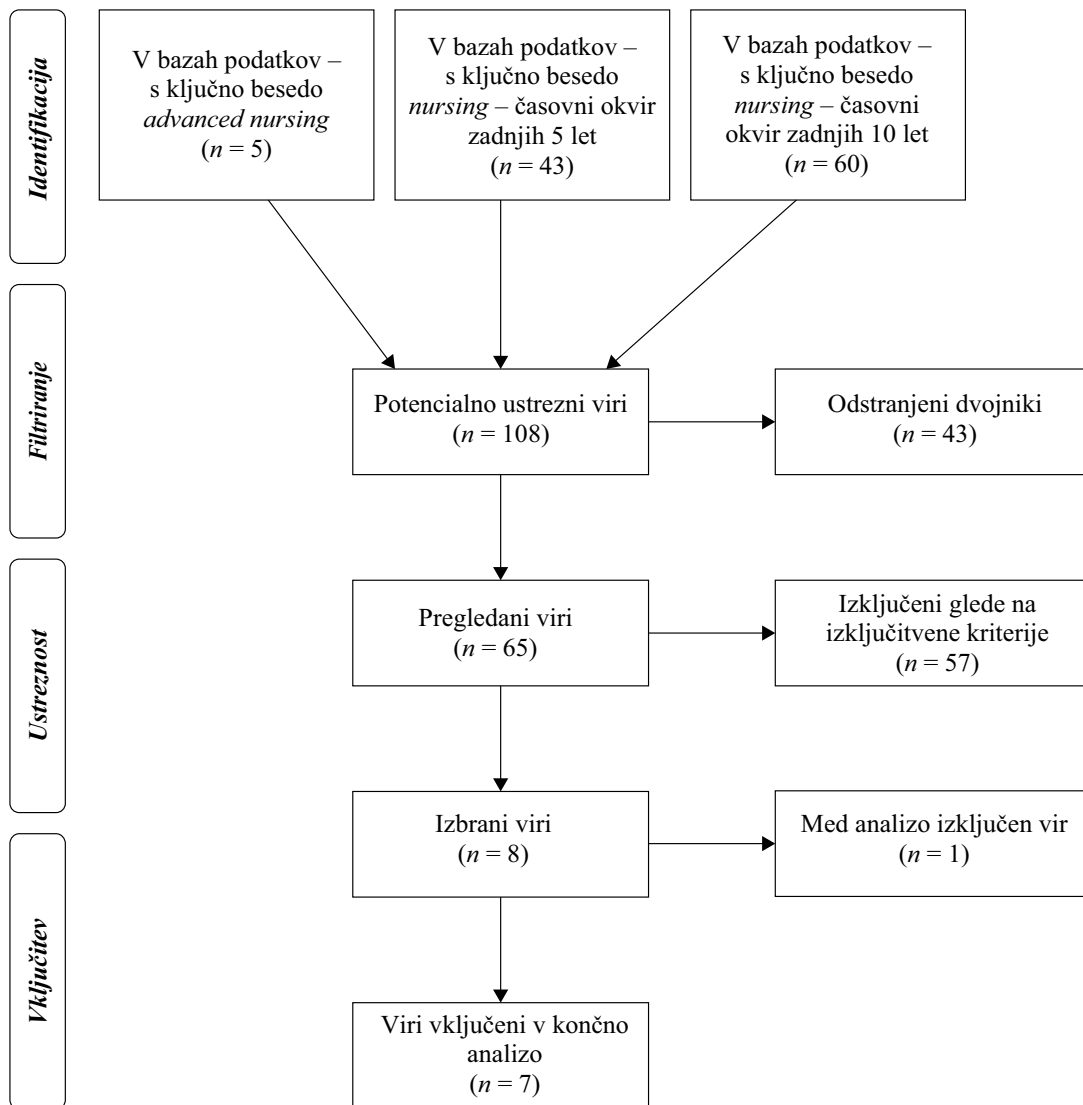 Identifikacija
V bazah podatkov –
s ključno besedo
advanced nursing
(n = 5)
V bazah podatkov –
s ključno besedo
nursing – časovni okvir
zadnjih 5 let
(n = 43)
V bazah podatkov –
s ključno besedo
nursing – časovni
okvir zadnjih 10 let
(n = 60)
Filtriranje
Potencialno ustrezni viri
(n = 108)
Odstranjeni dvojniki
(n = 43)
Ustreznost
Pregledani viri
(n = 65)
Izključeni glede na
izključitvene kriterije
(n = 57)
Izbrani viri
(n = 8)
Med analizo izključen vir
(n = 1)
Vključitev
Viri vključeni v končno
analizo
(n = 7)